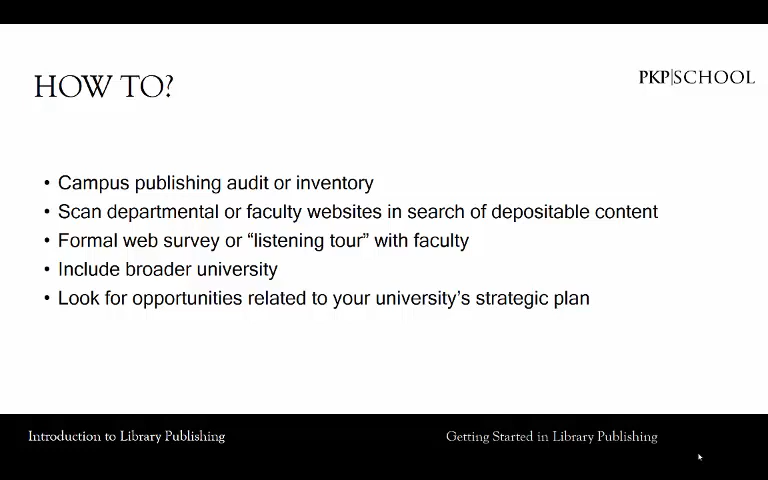 HOW TO?
PKP|SCHOOL
• Campus publishing audit or inventory
• Scan departmental or faculty websites in search of depositable content
• Formal web survey or “listening tour” with faculty
• Include broader university
• Look for opportunities related to your university’s strategic plan
Introduction to Library Publishing
Getting Started in Library Publishing